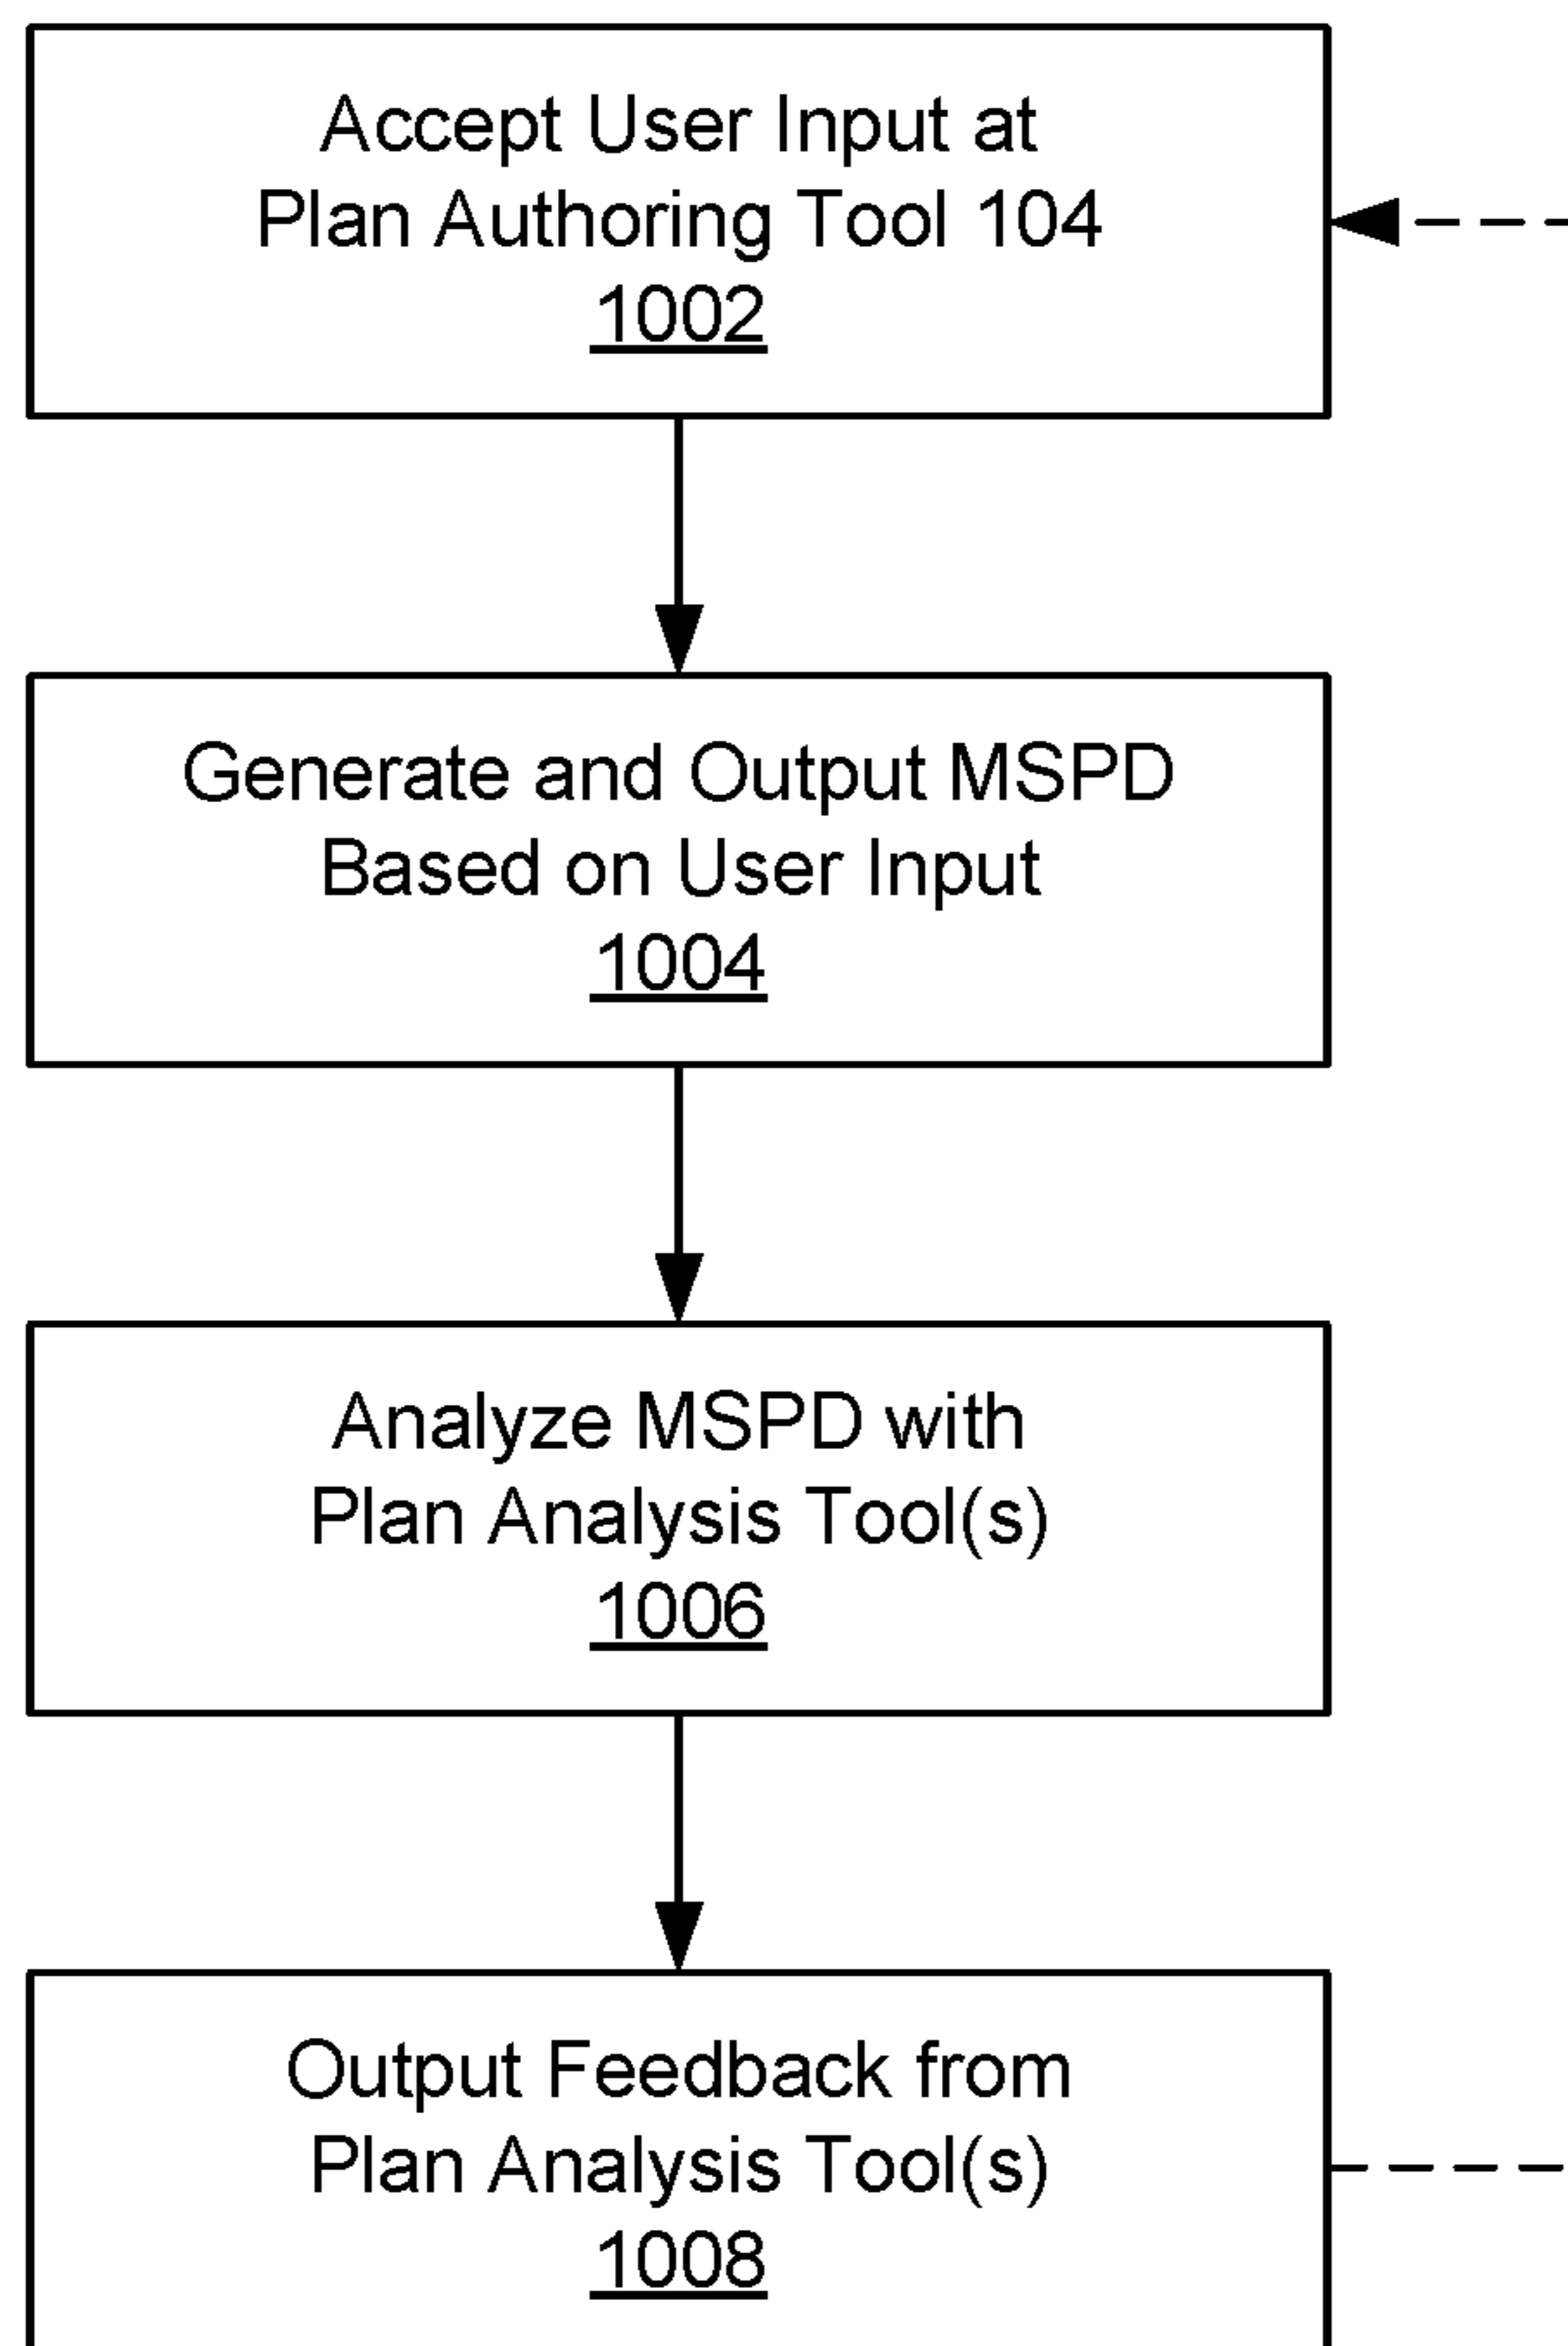 Accept User Input at
Plan Authoring Tool 104
1002
Generate and Output MSPD
Based on User Input
1004
Analyze MSPD with
Plan Analysis Tool(s)
1006
Output Feedback from
Plan Analysis Tool(s)
1008